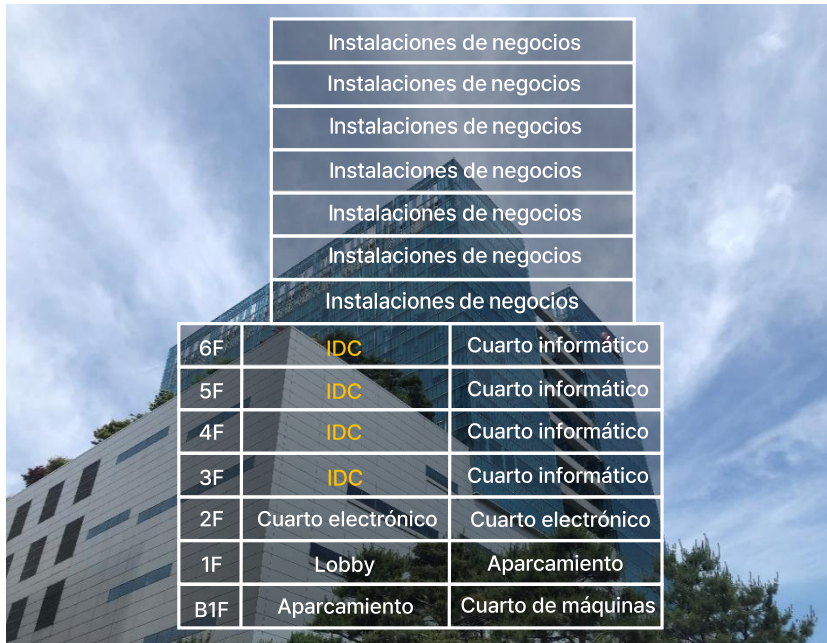 Instalaciones de negocios
Instalaciones de negocios
Instalaciones de negocios
Instalaciones de negocios
Instalaciones de negocios
Instalaciones de negocios
Instalaciones de negocios
6F IDC Cuarto informático
5F IDC Cuarto informático
4F IDC Cuarto informático
3F IDC Cuarto informático
2F Cuarto electrónico Cuarto electrónico
1F Lobby Aparcamiento
B1F Aparcamiento Cuarto de máquinas